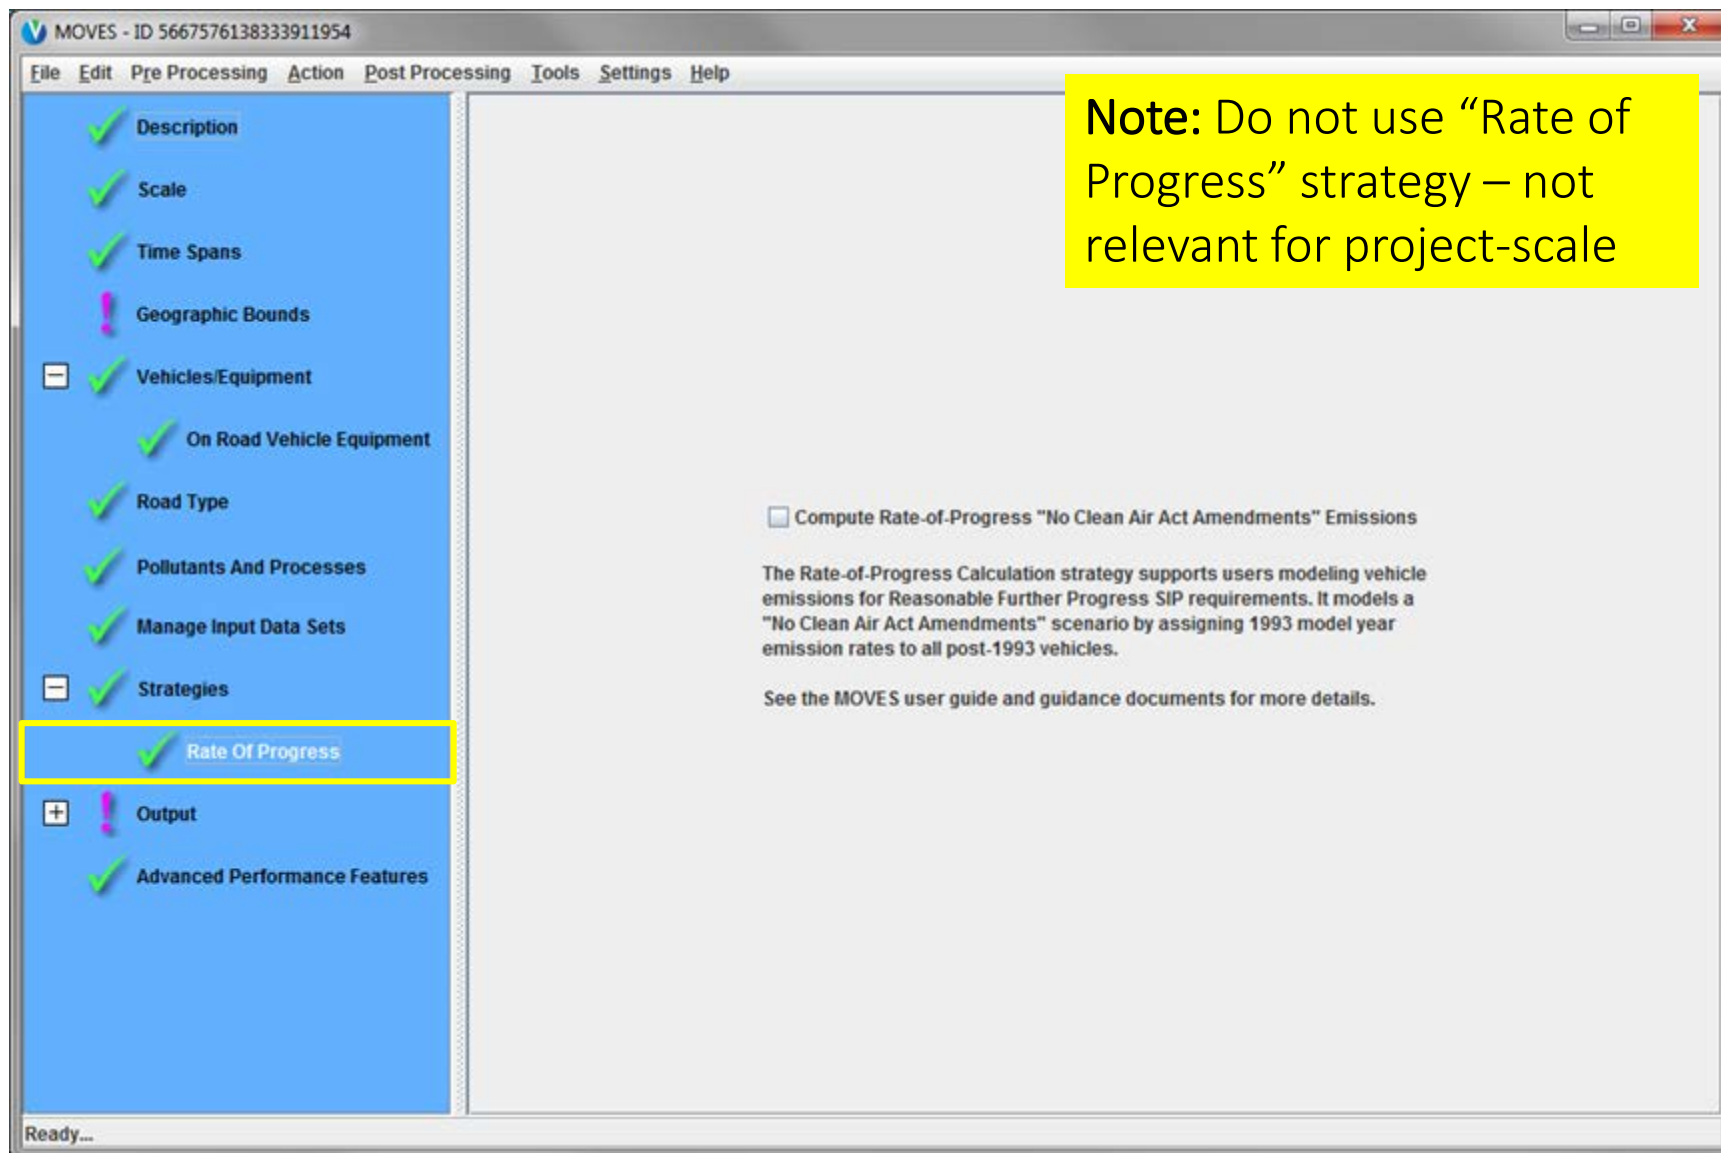 MOVES - ID 5667576138333911954
File Edit Pre Processing Action Post Processing Tools Settings Help
Note: Do not use “Rate of
Progress” strategy – not
relevant for project-scale
Description
Scale
Time Spans
Geographic Bounds
Vehicles/Equipment
On Road Vehicle Equipment
Road Type
Pollutants And Processes
Manage Input Data Sets
Strategies
Rate Of Progress
Output
Advanced Performance Features
Compute Rate-of-Progress "No Clean Air Act Amendments" Emissions
The Rate-of-Progress Calculation strategy supports users modeling vehicle
emissions for Reasonable Further Progress SIP requirements. It models a
"No Clean Air Act Amendments" scenario by assigning 1993 model year
emission rates to all post-1993 vehicles.
See the MOVES user guide and guidance documents for more details.
Ready...